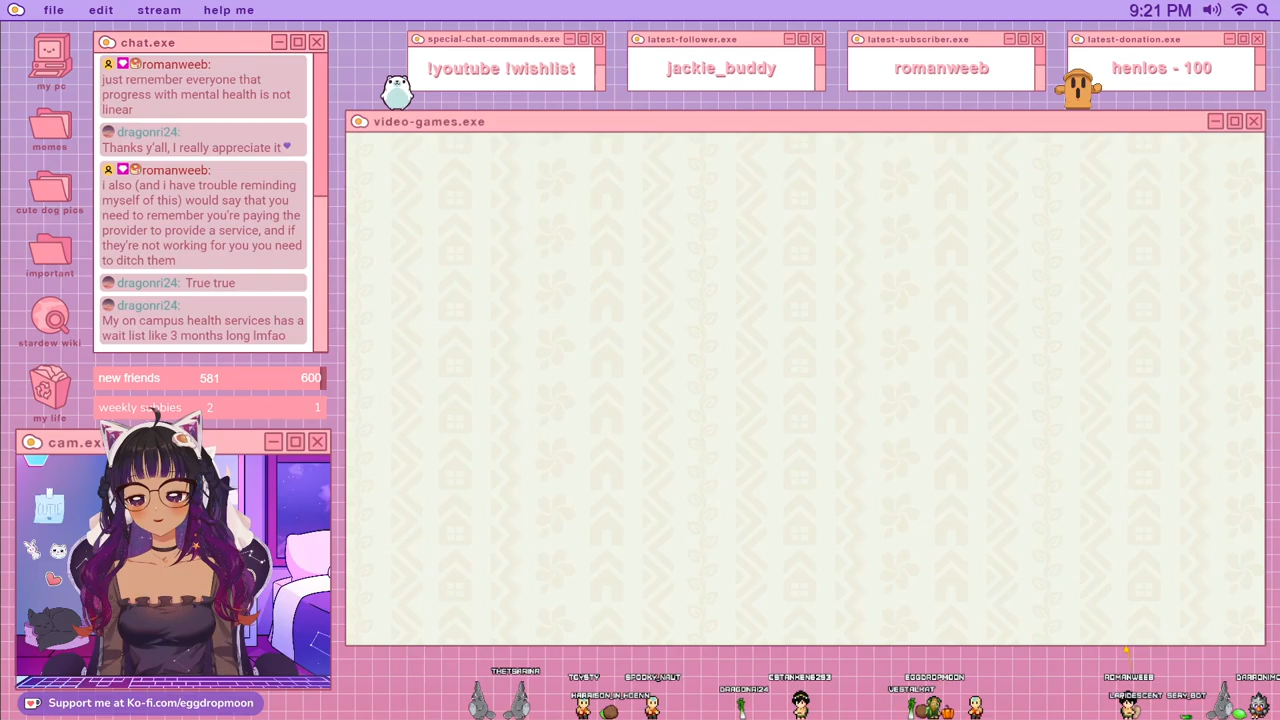 file edit stream help me
9:21 PM
my pc
memes
cute dog pics
important
stardew wiki
my life
chat.exe
romanweeb:
just remember everyone that
progress with mental health is not
linear
dragonri24:
Thanks y'all, I really appreciate it
romanweeb:
i also (and i have trouble reminding
myself of this) would say that you
need to remember you're paying the
provider to provide a service, and if
they're not working for you you need
to ditch them
dragonri24: True true
dragonri24:
My on campus health services has a
wait list like 3 months long lmfao
new friends 581 600
weekly subbies 2 1
special-chat-commands.exe
!youtube !wishlist
latest-follower.exe
jackie_buddy
latest-subscriber.exe
romanweeb
latest-donation.exe
henlos - 100
video-games.exe
CUTIE
Support me at Ko-fi.com/eggdropmoon
SPOOKY_NAUT
DRAGONRI24
EGGDROPMOON
VESTALKAT
ROMANWEEB